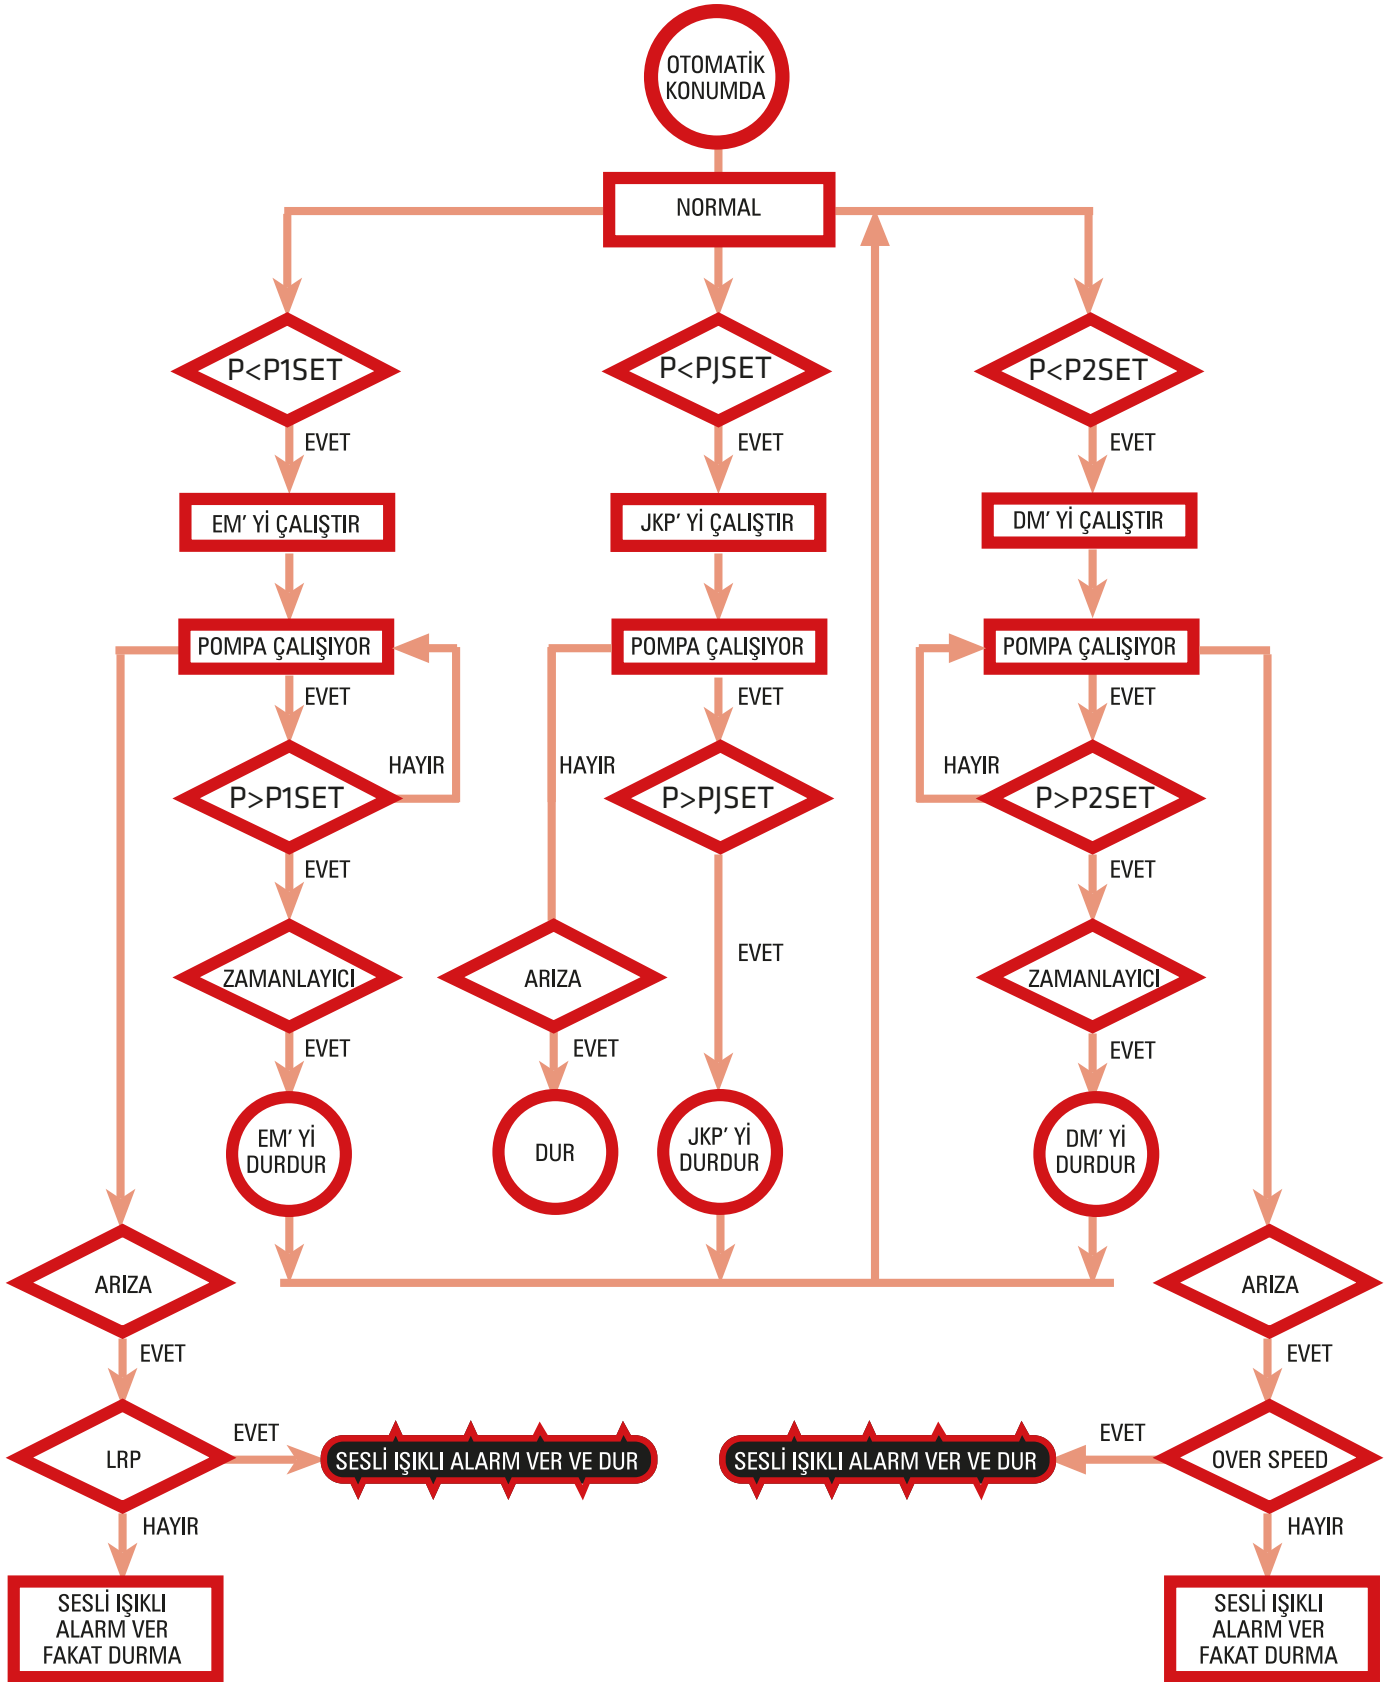 OTOMATİK
KONUMDA
NORMAL
P<P1SET
P<PJSET
P<P2SET
EVET
EVET
EVET
EM' Yİ ÇALIŞTIR
JKP' Yİ ÇALIŞTIR
DM' Yİ ÇALIŞTIR
POMPA ÇALIŞIYOR
POMPA ÇALIŞIYOR
POMPA ÇALIŞIYOR
EVET
EVET
EVET
HAYIR
HAYIR
HAYIR
P>P1SET
P>PJSET
P>P2SET
EVET
EVET
EVET
ZAMANLAYICI
ARIZA
ZAMANLAYICI
EVET
EVET
EVET
EM' Yİ
DURDUR
DUR
JKP' Yİ
DURDUR
DM' Yİ
DURDUR
ARIZA
ARIZA
EVET
EVET
LRP
EVET
SESLİ IŞIKLI ALARM VER VE DUR
SESLİ IŞIKLI ALARM VER VE DUR
EVET
OVER SPEED
HAYIR
HAYIR
SESLİ IŞIKLI
ALARM VER
FAKAT DURMA
SESLİ IŞIKLI
ALARM VER
FAKAT DURMA